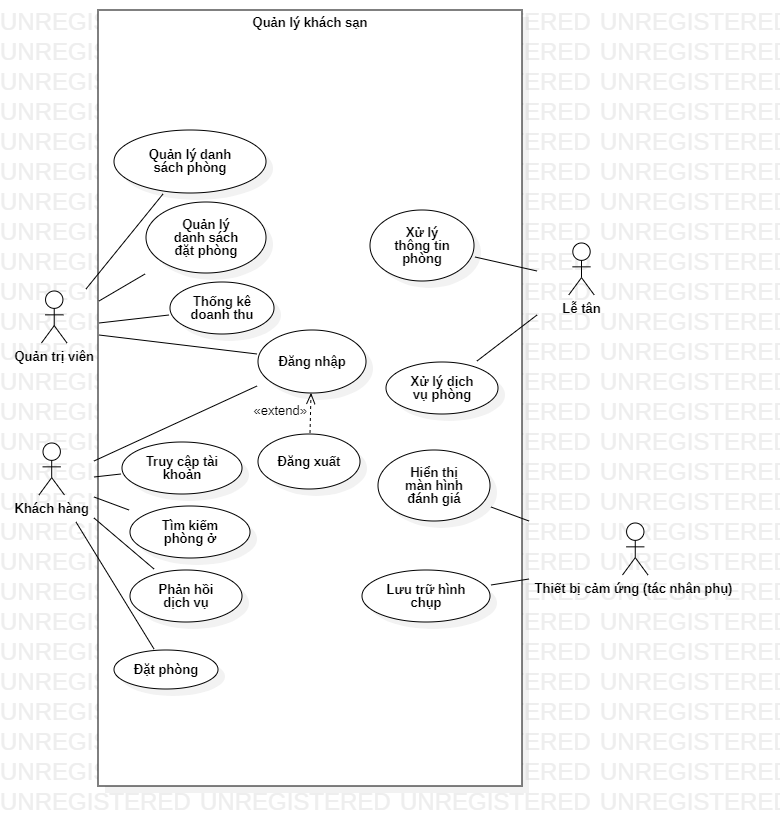 Quản lý khách sạn
Quản lý danh
sách phòng
Quản lý
danh sách
đặt phòng
Thống kê
doanh thu
Quản trị viên
Đăng nhập
«extend»
Đăng xuất
Truy cập tài
khoản
Khách hàng
Tìm kiếm
phòng ở
Phản hồi
dịch vụ
Đặt phòng
Xử lý
thông tin
phòng
Lễ tân
Xử lý dịch
vụ phòng
Hiển thị
màn hình
đánh giá
Thiết bị cảm ứng (tác nhân phụ)
Lưu trữ hình
chụp
UNREGISTERED UNREGISTERED UNREGISTERED UNREGISTERED